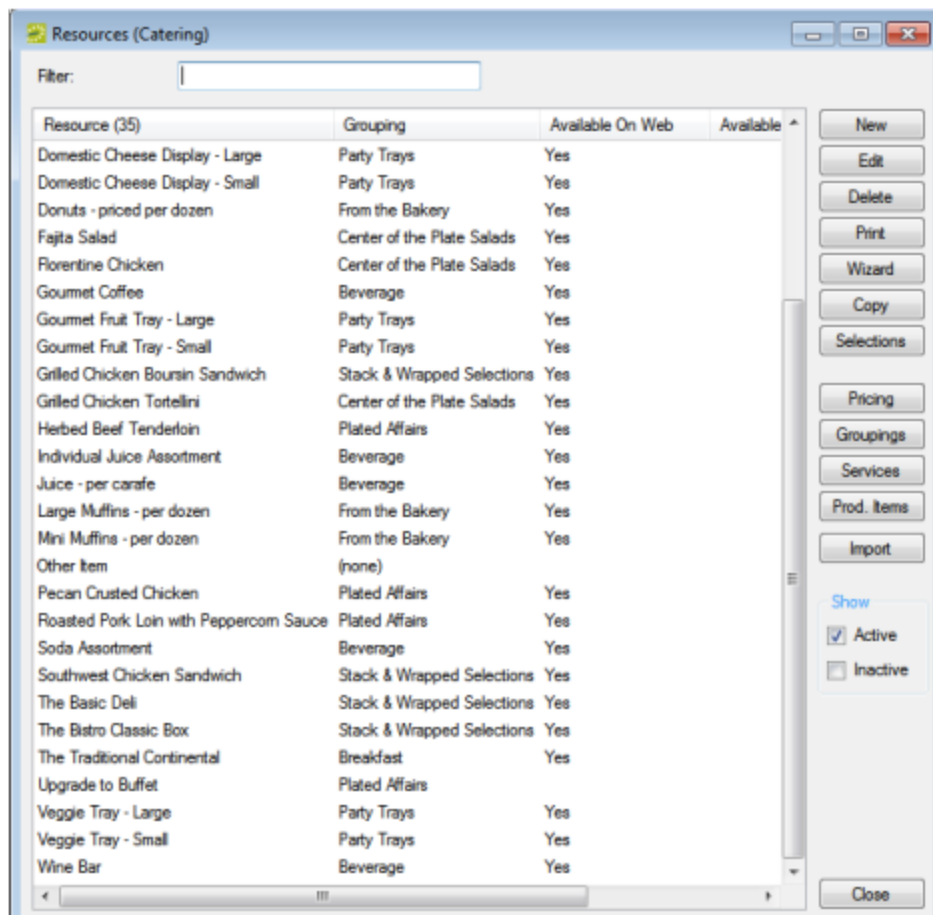 Resources (Catering)
Filter:
Resource (35) Grouping Available On Web Available
Domestic Cheese Display - Large Party Trays Yes
Domestic Cheese Display - Small Party Trays Yes
Donuts - priced per dozen From the Bakery Yes
Fajita Salad Center of the Plate Salads Yes
Florentine Chicken Center of the Plate Salads Yes
Gourmet Coffee Beverage Yes
Gourmet Fruit Tray - Large Party Trays Yes
Gourmet Fruit Tray - Small Party Trays Yes
Grilled Chicken Boursin Sandwich Stack & Wrapped Selections Yes
Grilled Chicken Tortellini Center of the Plate Salads Yes
Herbed Beef Tenderloin Plated Affairs Yes
Individual Juice Assortment Beverage Yes
Juice - per carafe Beverage Yes
Large Muffins - per dozen From the Bakery Yes
Mini Muffins - per dozen From the Bakery Yes
Other Item (none)
Pecan Crusted Chicken Plated Affairs Yes
Roasted Pork Loin with Peppercorn Sauce Plated Affairs Yes
Soda Assortment Beverage Yes
Southwest Chicken Sandwich Stack & Wrapped Selections Yes
The Basic Deli Stack & Wrapped Selections Yes
The Bistro Classic Box Stack & Wrapped Selections Yes
The Traditional Continental Breakfast Yes
Upgrade to Buffet Plated Affairs
Veggie Tray - Large Party Trays Yes
Veggie Tray - Small Party Trays Yes
Wine Bar Beverage Yes
New
Edit
Delete
Print
Wizard
Copy
Selections
Pricing
Groupings
Services
Prod. Items
Import
Show
Active
Inactive
Close